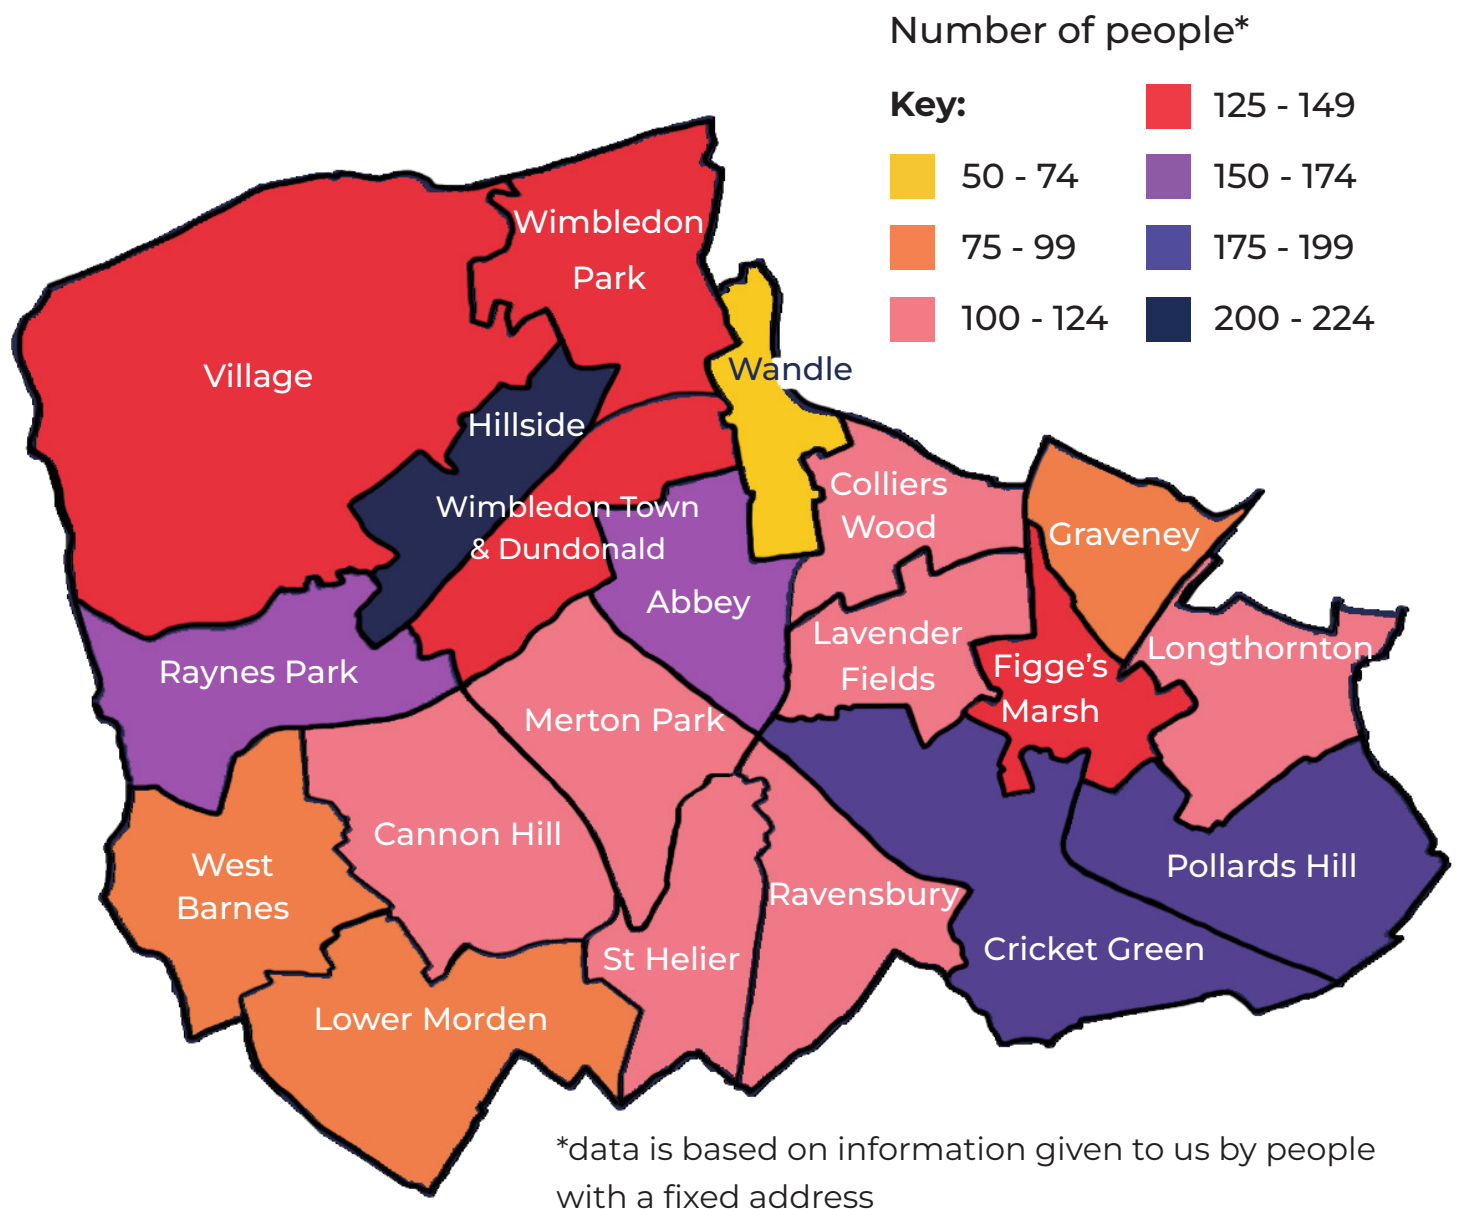 Number of people*
Key:
50 - 74
75 - 99
100 - 124
125 - 149
150 - 174
175 - 199
200 - 224
Wimbledon
Park
Village
Wandle
Hillside
Colliers
Wood
Wimbledon Town
& Dundonald
Graveney
Abbey
Lavender
Fields
Figge’s
Marsh
Longthornton
Raynes Park
Merton Park
Cannon Hill
West
Barnes
Pollards Hill
Ravensbury
Cricket Green
St Helier
Lower Morden
*data is based on information given to us by people
with a fixed address